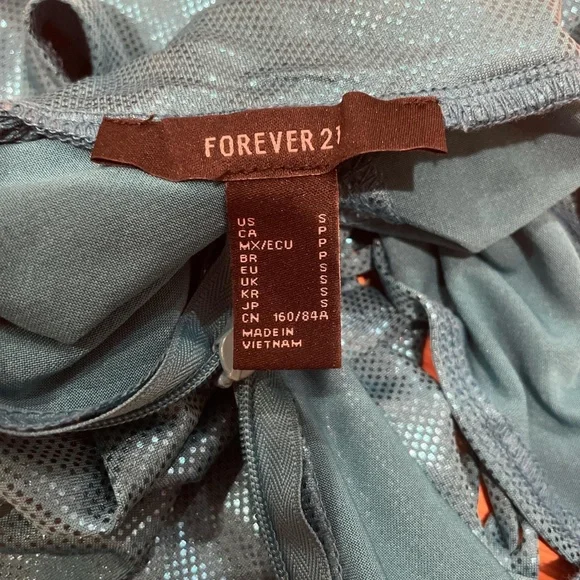 FOREVER 21
US S
CA P
MX/ECU P
BR P
EU S
UK S
KR S
JP S
CN 160/84A
MADE IN
VIETNAM